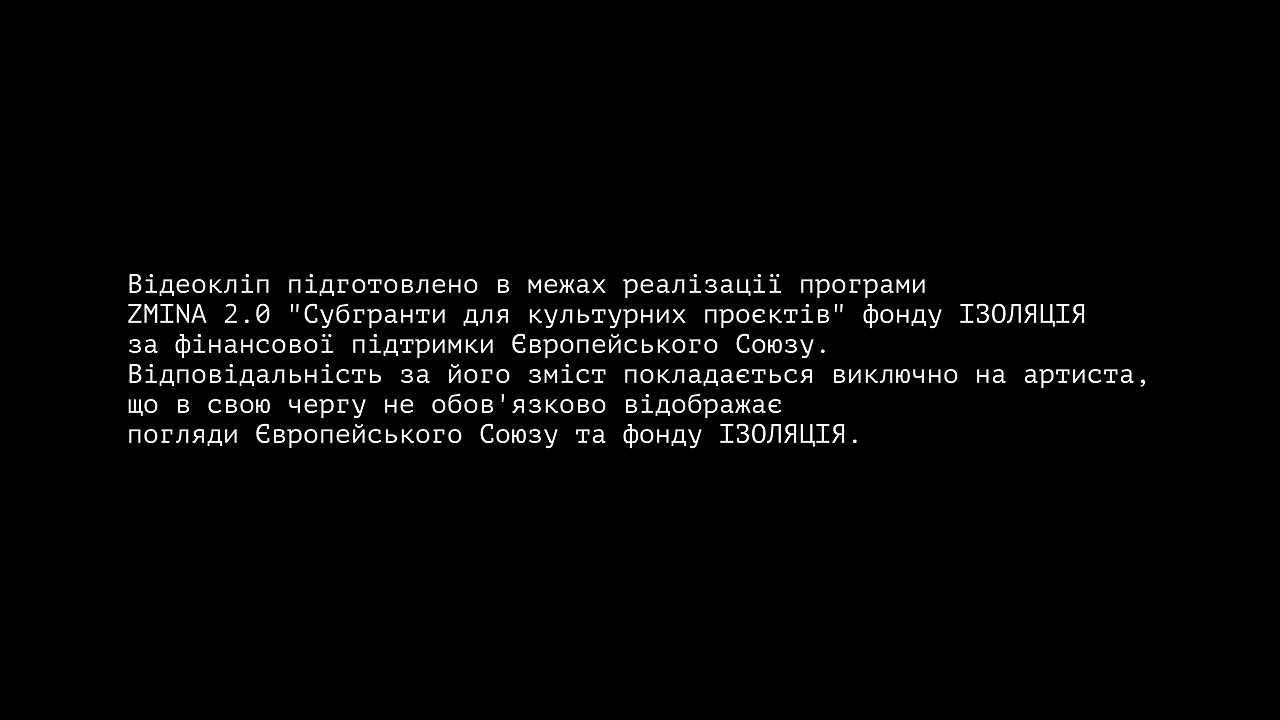 Відеокліп підготовлено в межах реалізації програми
ZMINA 2.0 "Субгранти для культурних проєктів" фонду ІЗОЛЯЦІЯ
за фінансової підтримки Європейського Союзу.
Відповідальність за його зміст покладається виключно на артиста,
що в свою чергу не обов'язково відображає
погляди Європейського Союзу та фонду ІЗОЛЯЦІЯ.